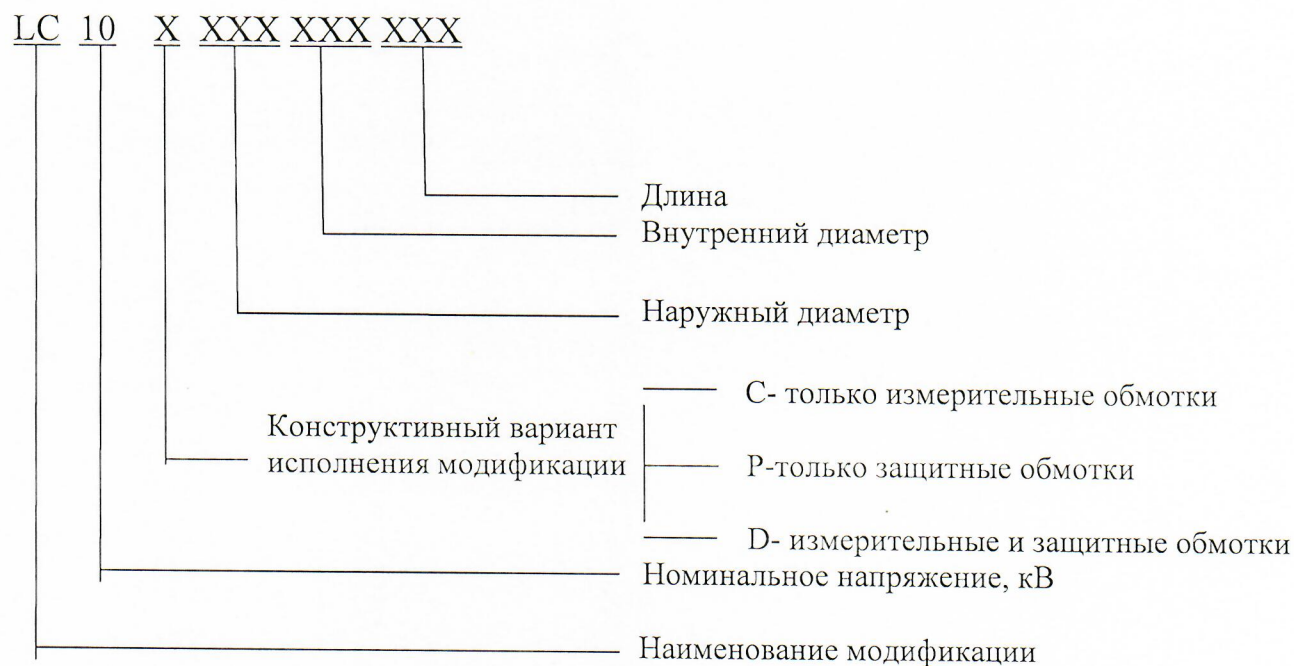 LC 10 X XXX XXX XXX
Длина
Внутренний диаметр
Наружный диаметр
С- только измерительные обмотки
Конструктивный вариант
исполнения модификации
Р-только защитные обмотки
D- измерительные и защитные обмотки
Номинальное напряжение, кВ
Наименование модификации